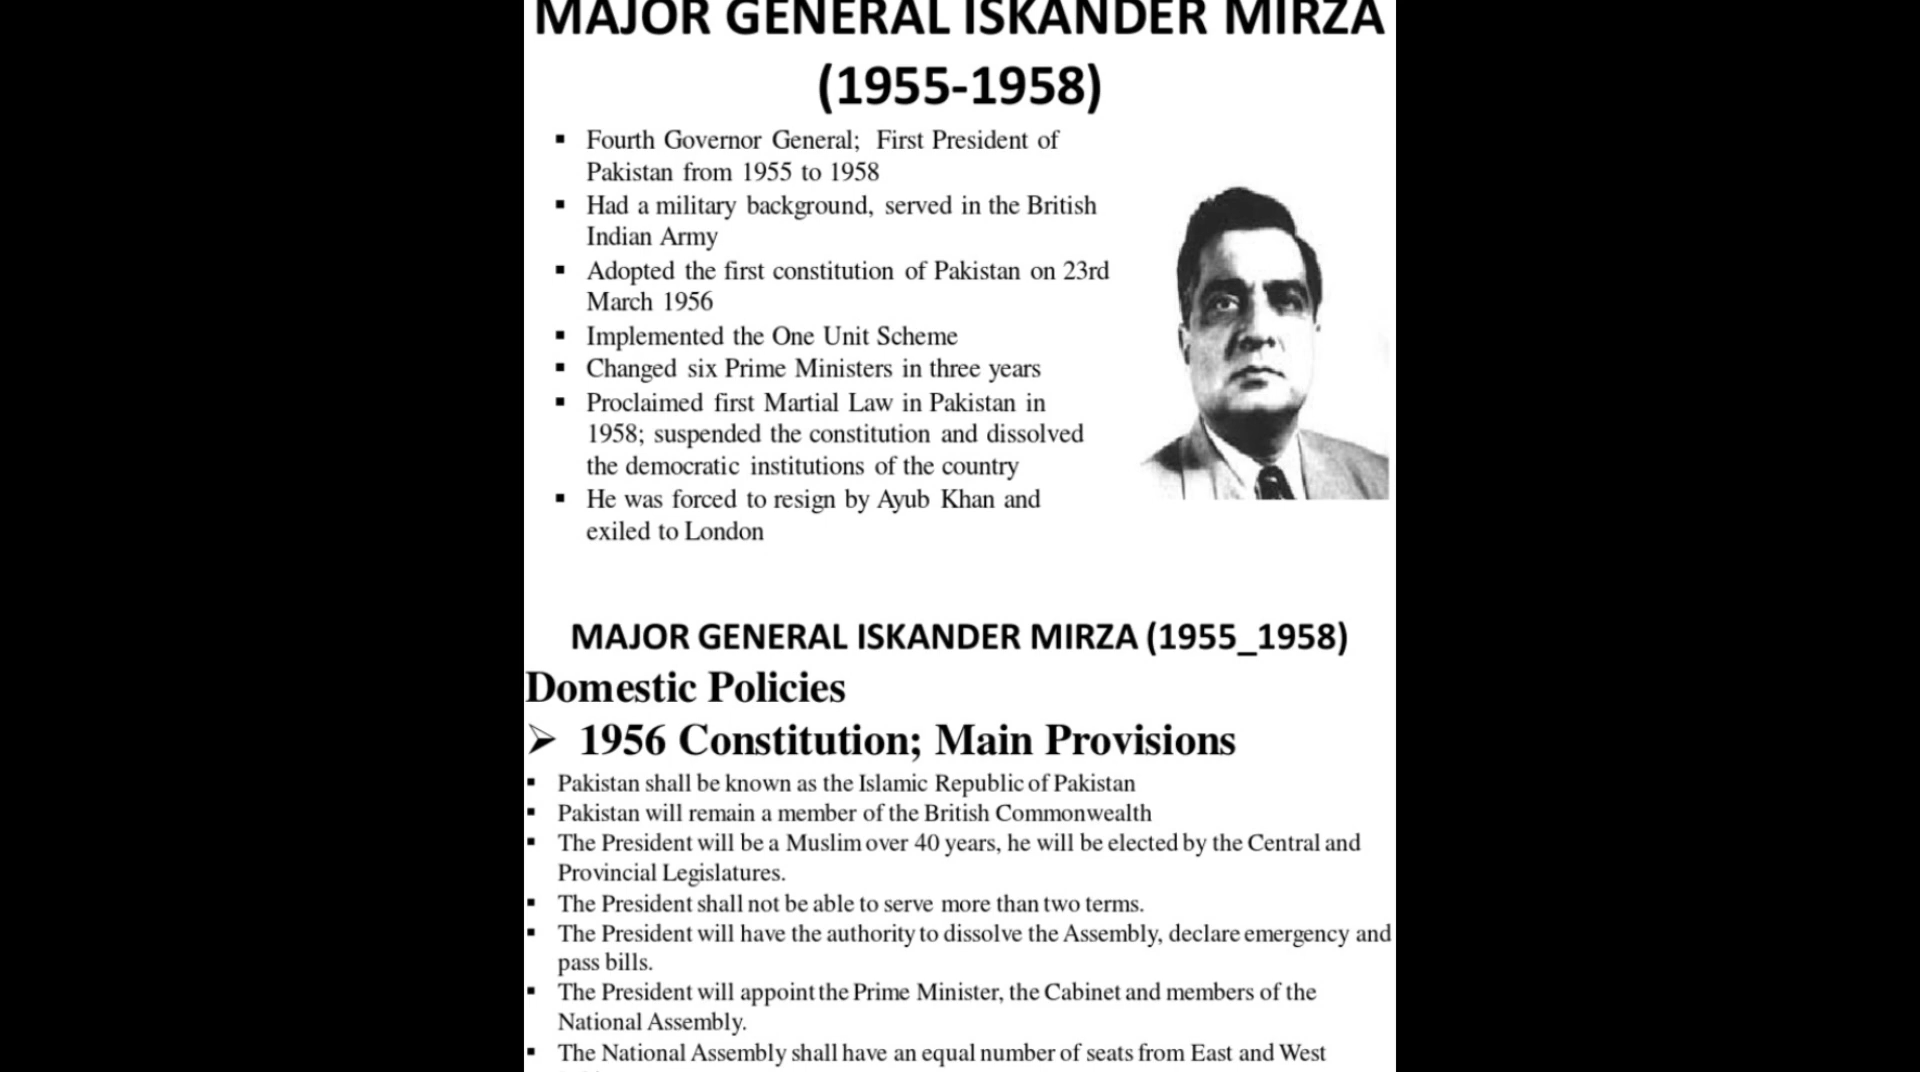 MAJOR GENERAL ISKANDER MIRZA
(1955-1958)
▪ Fourth Governor General; First President of
Pakistan from 1955 to 1958
▪ Had a military background, served in the British
Indian Army
▪ Adopted the first constitution of Pakistan on 23rd
March 1956
▪ Implemented the One Unit Scheme
▪ Changed six Prime Ministers in three years
▪ Proclaimed first Martial Law in Pakistan in
1958; suspended the constitution and dissolved
the democratic institutions of the country
▪ He was forced to resign by Ayub Khan and
exiled to London
MAJOR GENERAL ISKANDER MIRZA (1955_1958)
Domestic Policies
➢ 1956 Constitution; Main Provisions
▪ Pakistan shall be known as the Islamic Republic of Pakistan
▪ Pakistan will remain a member of the British Commonwealth
▪ The President will be a Muslim over 40 years, he will be elected by the Central and
Provincial Legislatures.
▪ The President shall not be able to serve more than two terms.
▪ The President will have the authority to dissolve the Assembly, declare emergency and
pass bills.
▪ The President will appoint the Prime Minister, the Cabinet and members of the
National Assembly.
▪ The National Assembly shall have an equal number of seats from East and West